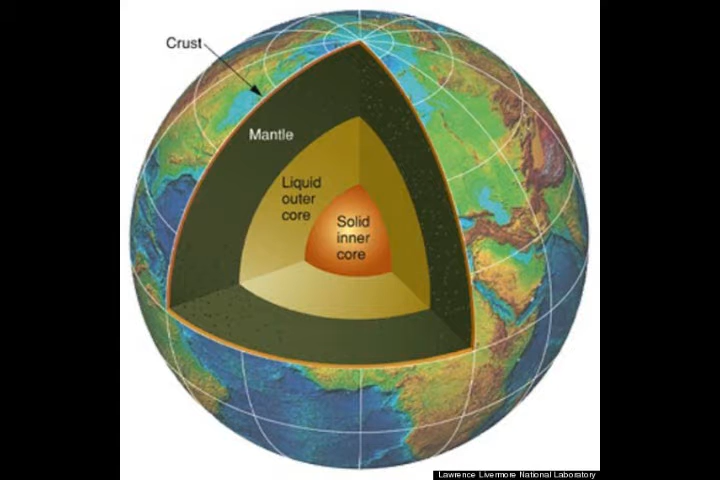 Crust
Mantle
Liquid
outer
core
Solid
inner
core
Lawrence Livermore National Laboratory